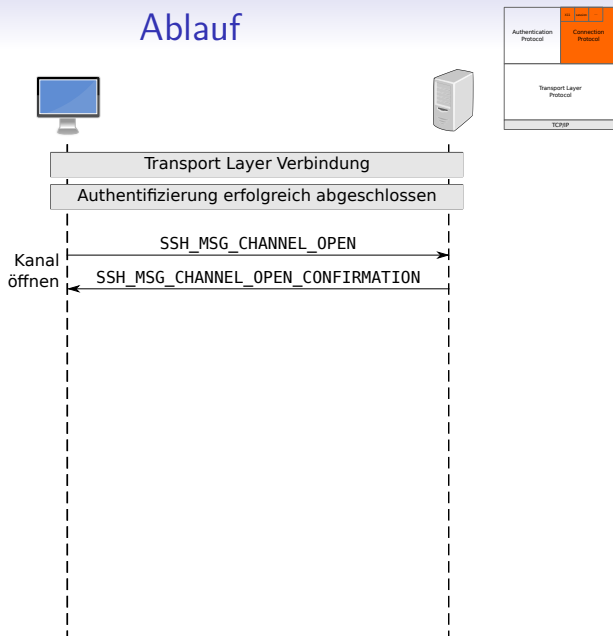 Ablauf
Authentication
Protocol
Connection
Protocol
Transport Layer
Protocol
TCP/IP
Transport Layer Verbindung
Authentifizierung erfolgreich abgeschlossen
Kanal
öffnen
SSH_MSG_CHANNEL_OPEN
SSH_MSG_CHANNEL_OPEN_CONFIRMATION